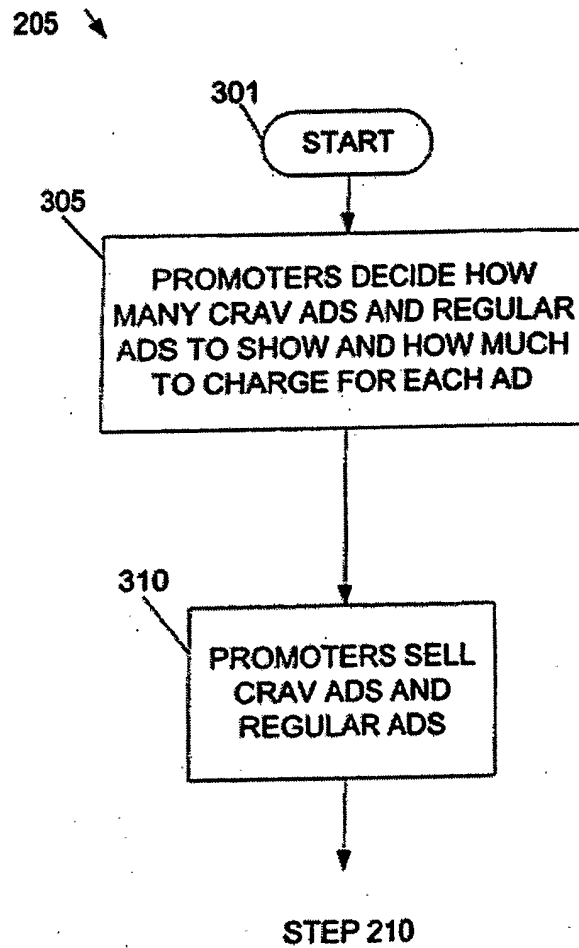 205
301
START
305
PROMOTERS DECIDE HOW
MANY CRAV ADS AND REGULAR
ADS TO SHOW AND HOW MUCH
TO CHARGE FOR EACH AD
310
PROMOTERS SELL
CRAV ADS AND
REGULAR ADS
STEP 210